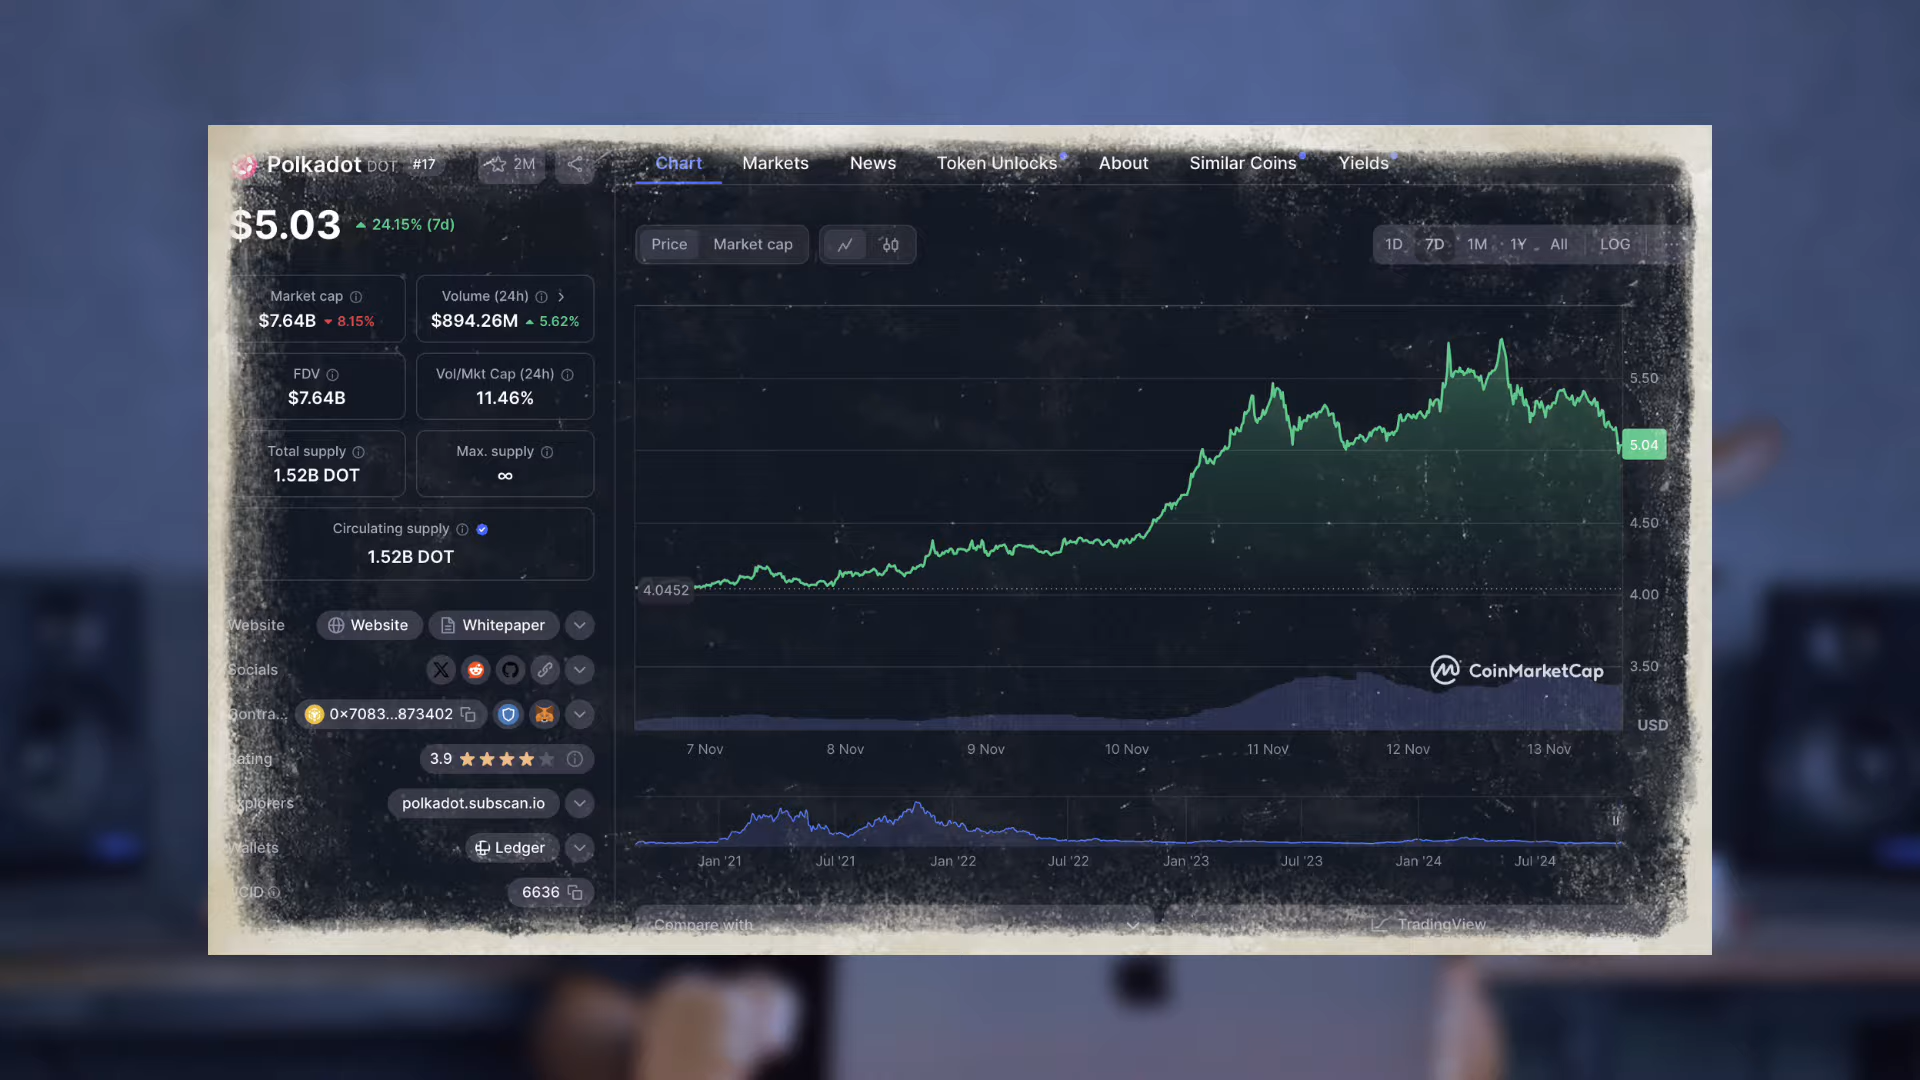 Polkadot DOT #17 2M
$5.03 24.15% (7d)
Market cap
$7.64B 8.15%
Volume (24h)
$894.26M 5.62%
FDV
$7.64B
Vol/Mkt Cap (24h)
11.46%
Total supply
1.52B DOT
Max. supply
∞
Circulating supply
1.52B DOT
Website Website Whitepaper
Socials
0x7083...873402
3.9
polkadot.subscan.io
Wallets Ledger
6636
Chart Markets News Token Unlocks About Similar Coins Yields
Price Market cap
1D 7D 1M 1Y All LOG
5.50
5.04
4.50
4.00
3.50
USD
4.0452
CoinMarketCap
7 Nov 8 Nov 9 Nov 10 Nov 11 Nov 12 Nov 13 Nov
Jan '21 Jul '21 Jan '22 Jul '22 Jan '23 Jul '23 Jan '24 Jul '24
Compare with TradingView